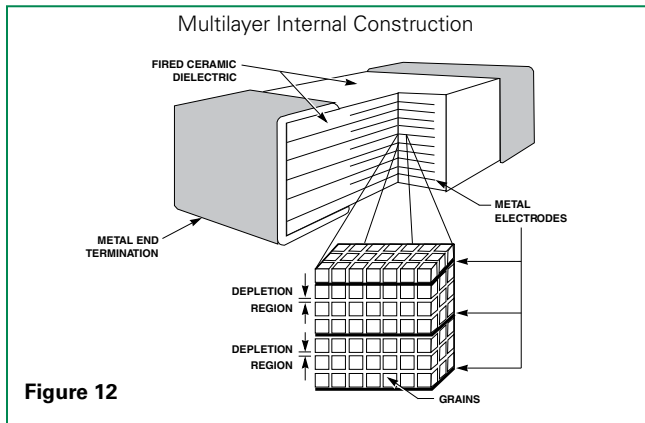 Multilayer Internal Construction
FIRED CERAMIC
DIELECTRIC
METAL
ELECTRODES
METAL END
TERMINATION
DEPLETION
REGION
DEPLETION
REGION
GRAINS
Figure 12